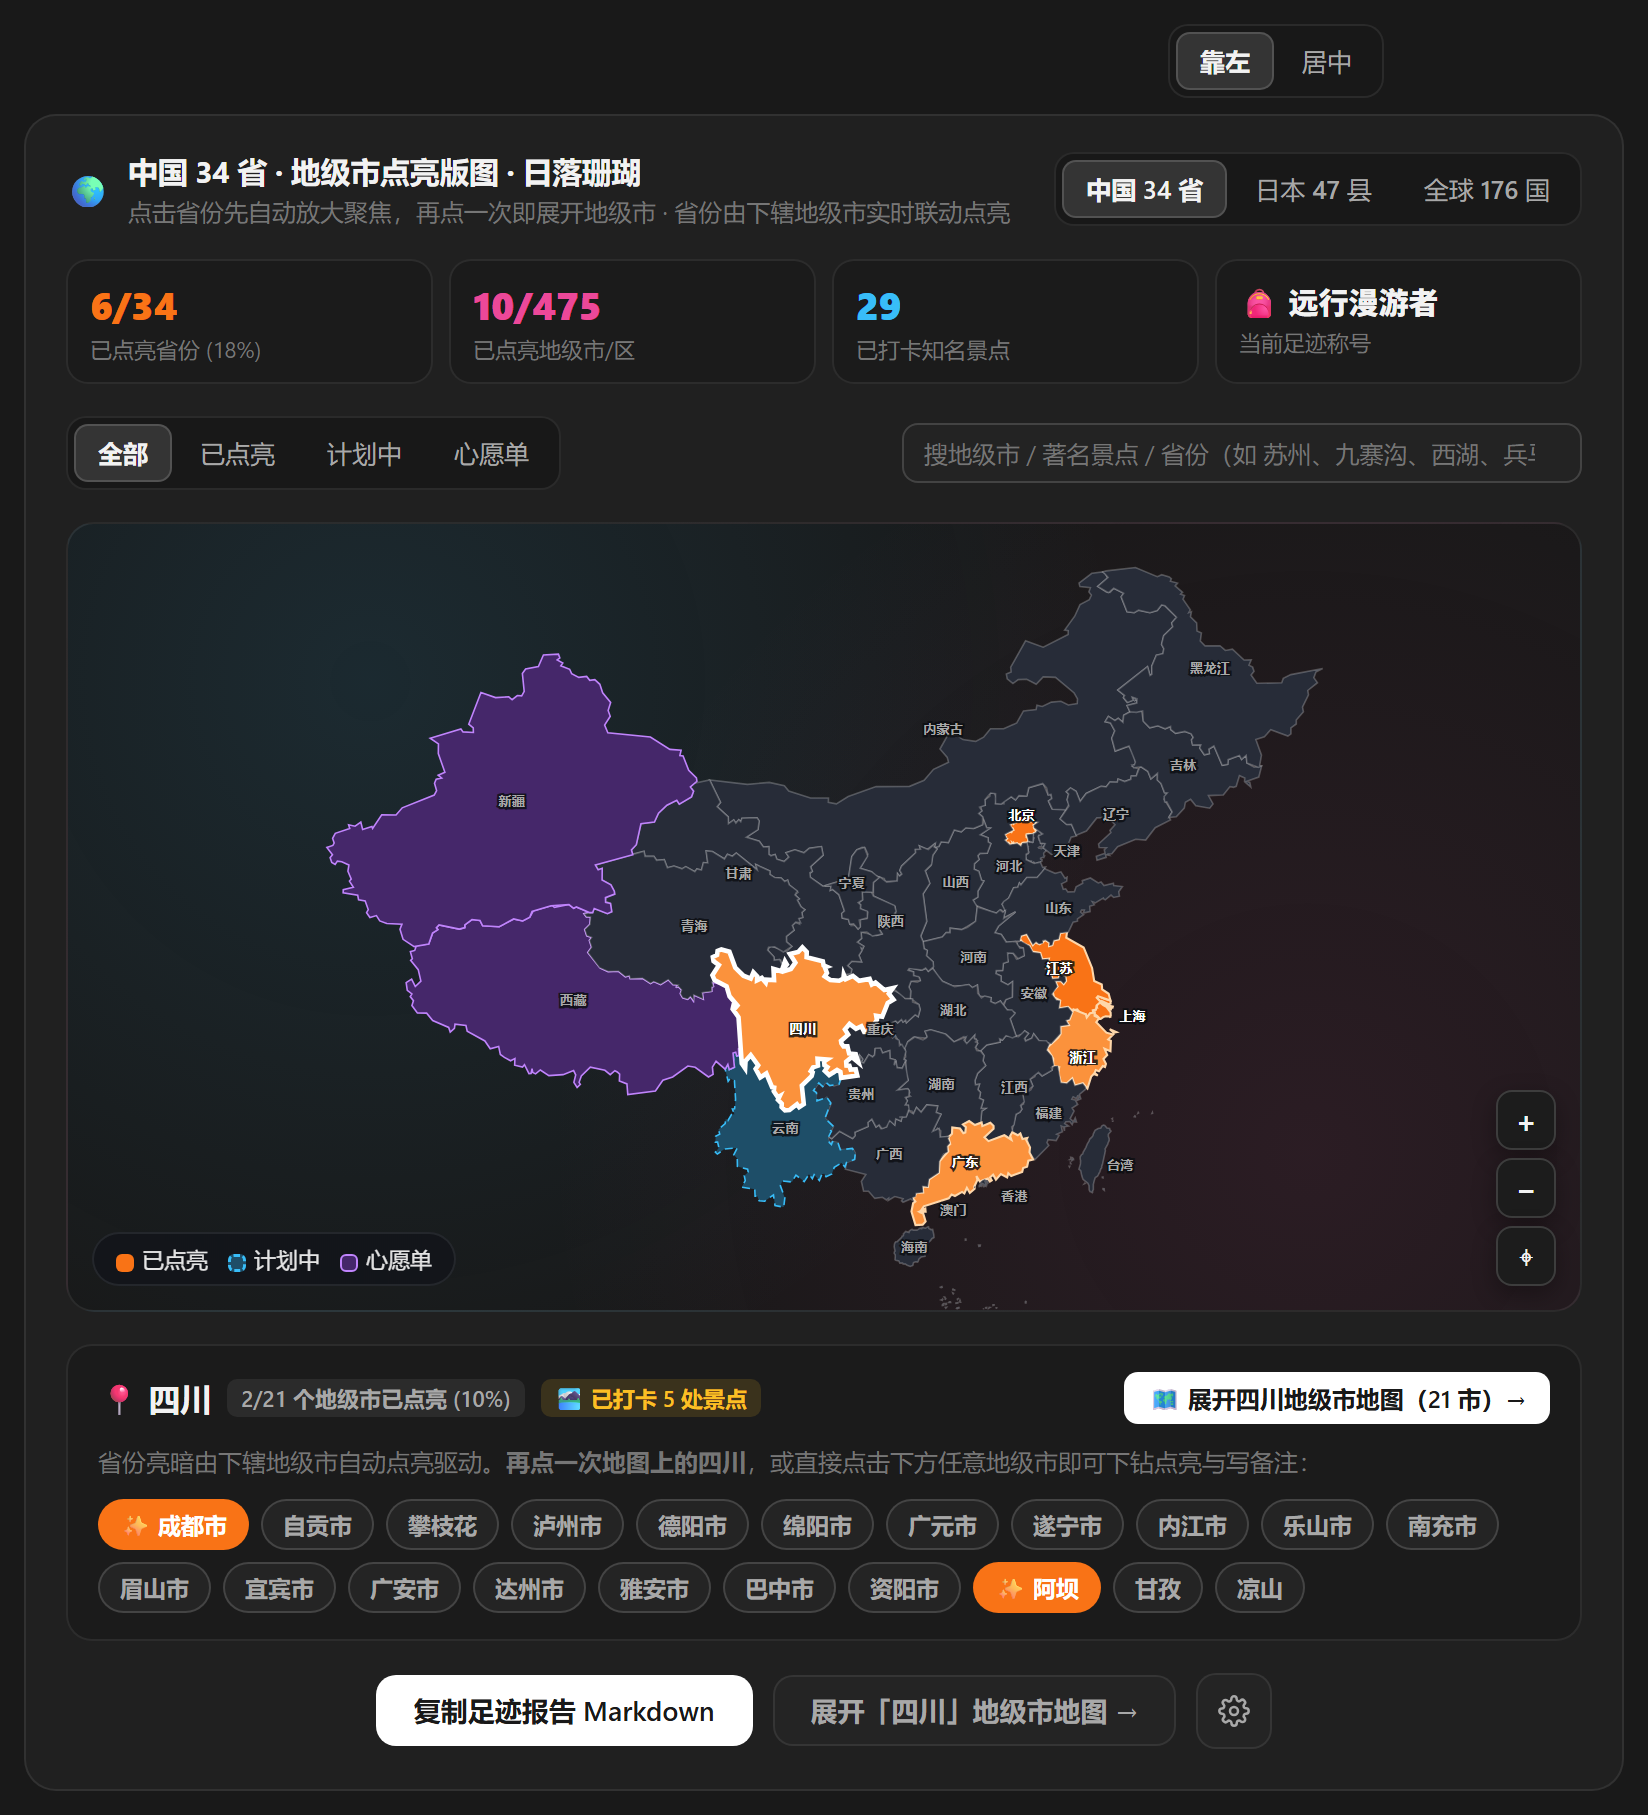 靠左 居中
中国 34 省 · 地级市点亮版图 · 日落珊瑚
点击省份先自动放大聚焦，再点一次即展开地级市 · 省份由下辖地级市实时联动点亮
中国 34 省 日本 47 县 全球 176 国
6/34
已点亮省份 (18%)
10/475
已点亮地级市/区
29
已打卡知名景点
远行漫游者
当前足迹称号
全部 已点亮 计划中 心愿单
搜地级市 / 著名景点 / 省份（如 苏州、九寨沟、西湖、兵
黑龙江
内蒙古
吉林
新疆
北京
辽宁
天津
河北
甘肃
宁夏
山西
山东
陕西
青海
河南
江苏
安徽
西藏
湖北
上海
四川
重庆
浙江
湖南
江西
贵州
福建
云南
广西
广东
台湾
香港
澳门
海南
+
−
⌖
已点亮 计划中 心愿单
四川 2/21 个地级市已点亮 (10%) 已打卡 5 处景点
展开四川地级市地图（21 市）→
省份亮暗由下辖地级市自动点亮驱动。再点一次地图上的四川，或直接点击下方任意地级市即可下钻点亮与写备注：
成都市 自贡市 攀枝花 泸州市 德阳市 绵阳市 广元市 遂宁市 内江市 乐山市 南充市
眉山市 宜宾市 广安市 达州市 雅安市 巴中市 资阳市 阿坝 甘孜 凉山
复制足迹报告 Markdown 展开「四川」地级市地图 →